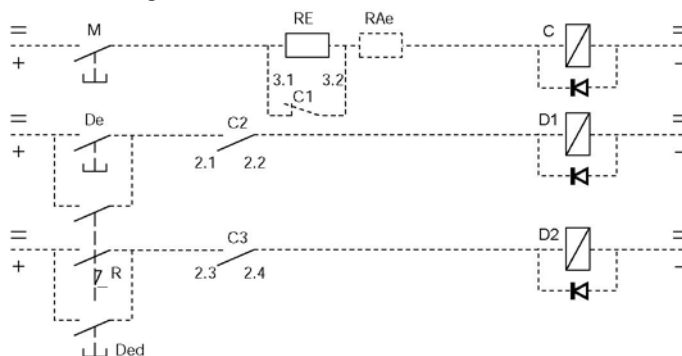 M RE RAe C
+ 3.1 3.2 −
C1
De C2 D1
+ 2.1 2.2 −
C3 D2
+ R 2.3 2.4 −
Ded